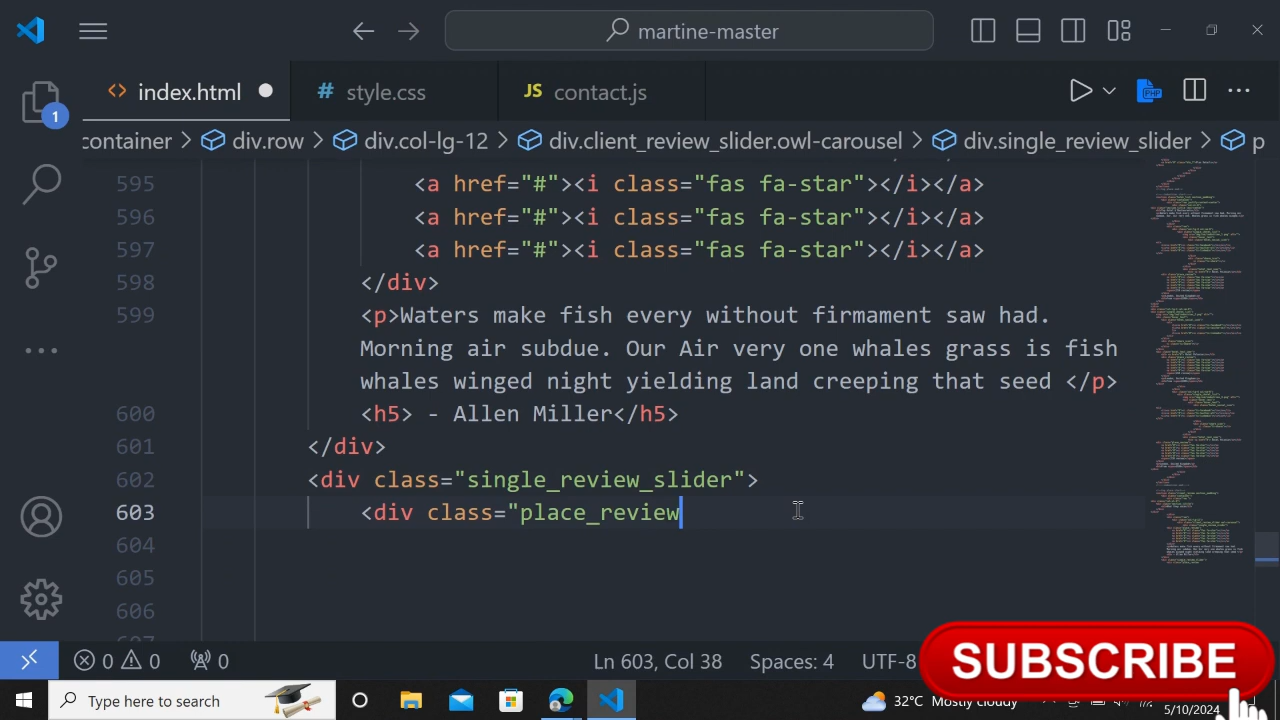 martine-master
index.html
# style.css
JS contact.js
PHP
1
container > div.row > div.col-lg-12 > div.client_review_slider.owl-carousel > div.single_review_slider > p
595 <a href="#"><i class="fas fa-star"></i></a>
596 <a href="#"><i class="fas fa-star"></i></a>
597 <a href="#"><i class="fas fa-star"></i></a>
598 </div>
599 <p>Water make fish every without firmament saw had.
Morning air subdue. Our Air very one whales grass is fish
whales winged night yielding land creeping that seed </p>
600 <h5> - Allen Miller</h5>
601 </div>
602 <div class="single_review_slider">
603 <div class="place_review
604
605
606
0 0 0
Ln 603, Col 38 Spaces: 4 UTF-8
SUBSCRIBE
Type here to search
32°C Mostly cloudy
5/10/2024